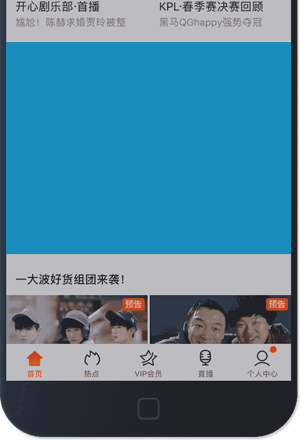 开心剧乐部·首播
KPL·春季赛决赛回顾
尴尬！陈赫求婚贾玲被整
黑马QGhappy强势夺冠
一大波好货组团来袭！
预告
预告
首页
热点
VIP会员
直播
个人中心